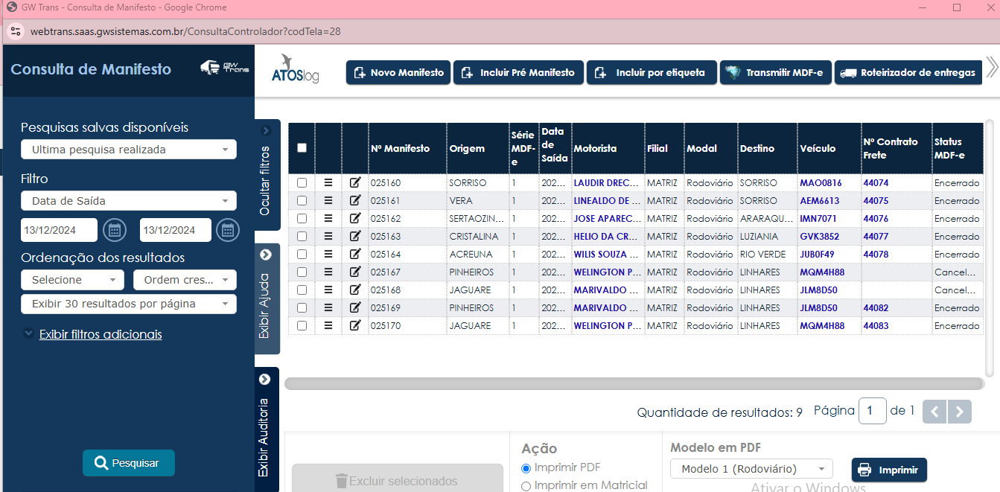 GW Trans - Consulta de Manifesto - Google Chrome
webtrans.saas.gwsistemas.com.br/ConsultaControlador?codTela=28
Consulta de Manifesto
GW Trans
ATOSlog
Novo Manifesto
Incluir Pré Manifesto
Incluir por etiqueta
Transmitir MDF-e
Roteirizador de entregas
Pesquisas salvas disponíveis
Ultima pesquisa realizada
Filtro
Data de Saída
13/12/2024 13/12/2024
Ordenação dos resultados
Selecione Ordem cres...
Exibir 30 resultados por página
Exibir filtros adicionais
Pesquisar
Ocultar filtros
Exibir Ajuda
Exibir Auditoria
Nº Manifesto Origem Série MDF-e Data de Saída Motorista Filial Modal Destino Veículo Nº Contrato Frete Status MDF-e
025160 SORRISO 1 202... LAUDIR DREC... MATRIZ Rodoviário SORRISO MAO0816 44074 Encerrado
025161 VERA 1 202... LINEALDO DE ... MATRIZ Rodoviário SORRISO AEM6613 44075 Encerrado
025162 SERTAOZIN... 1 202... JOSE APAREC... MATRIZ Rodoviário ARARAQU... IMN7071 44076 Encerrado
025163 CRISTALINA 1 202... HELIO DA CR... MATRIZ Rodoviário LUZIANIA GVK3852 44077 Encerrado
025164 ACREUNA 1 202... WILIS SOUZA ... MATRIZ Rodoviário RIO VERDE JUB0F49 44078 Encerrado
025167 PINHEIROS 1 202... WELINGTON P... MATRIZ Rodoviário LINHARES MQM4H88 Cancel...
025168 JAGUARE 1 202... MARIVALDO ... MATRIZ Rodoviário LINHARES JLM8D50 Cancel...
025169 PINHEIROS 1 202... MARIVALDO ... MATRIZ Rodoviário LINHARES JLM8D50 44082 Encerrado
025170 JAGUARE 1 202... WELINGTON P... MATRIZ Rodoviário LINHARES MQM4H88 44083 Encerrado
Quantidade de resultados: 9 Página 1 de 1
Excluir selecionados
Ação
Imprimir PDF
Imprimir em Matricial
Modelo em PDF
Modelo 1 (Rodoviário)
Imprimir
Ativar o Windows